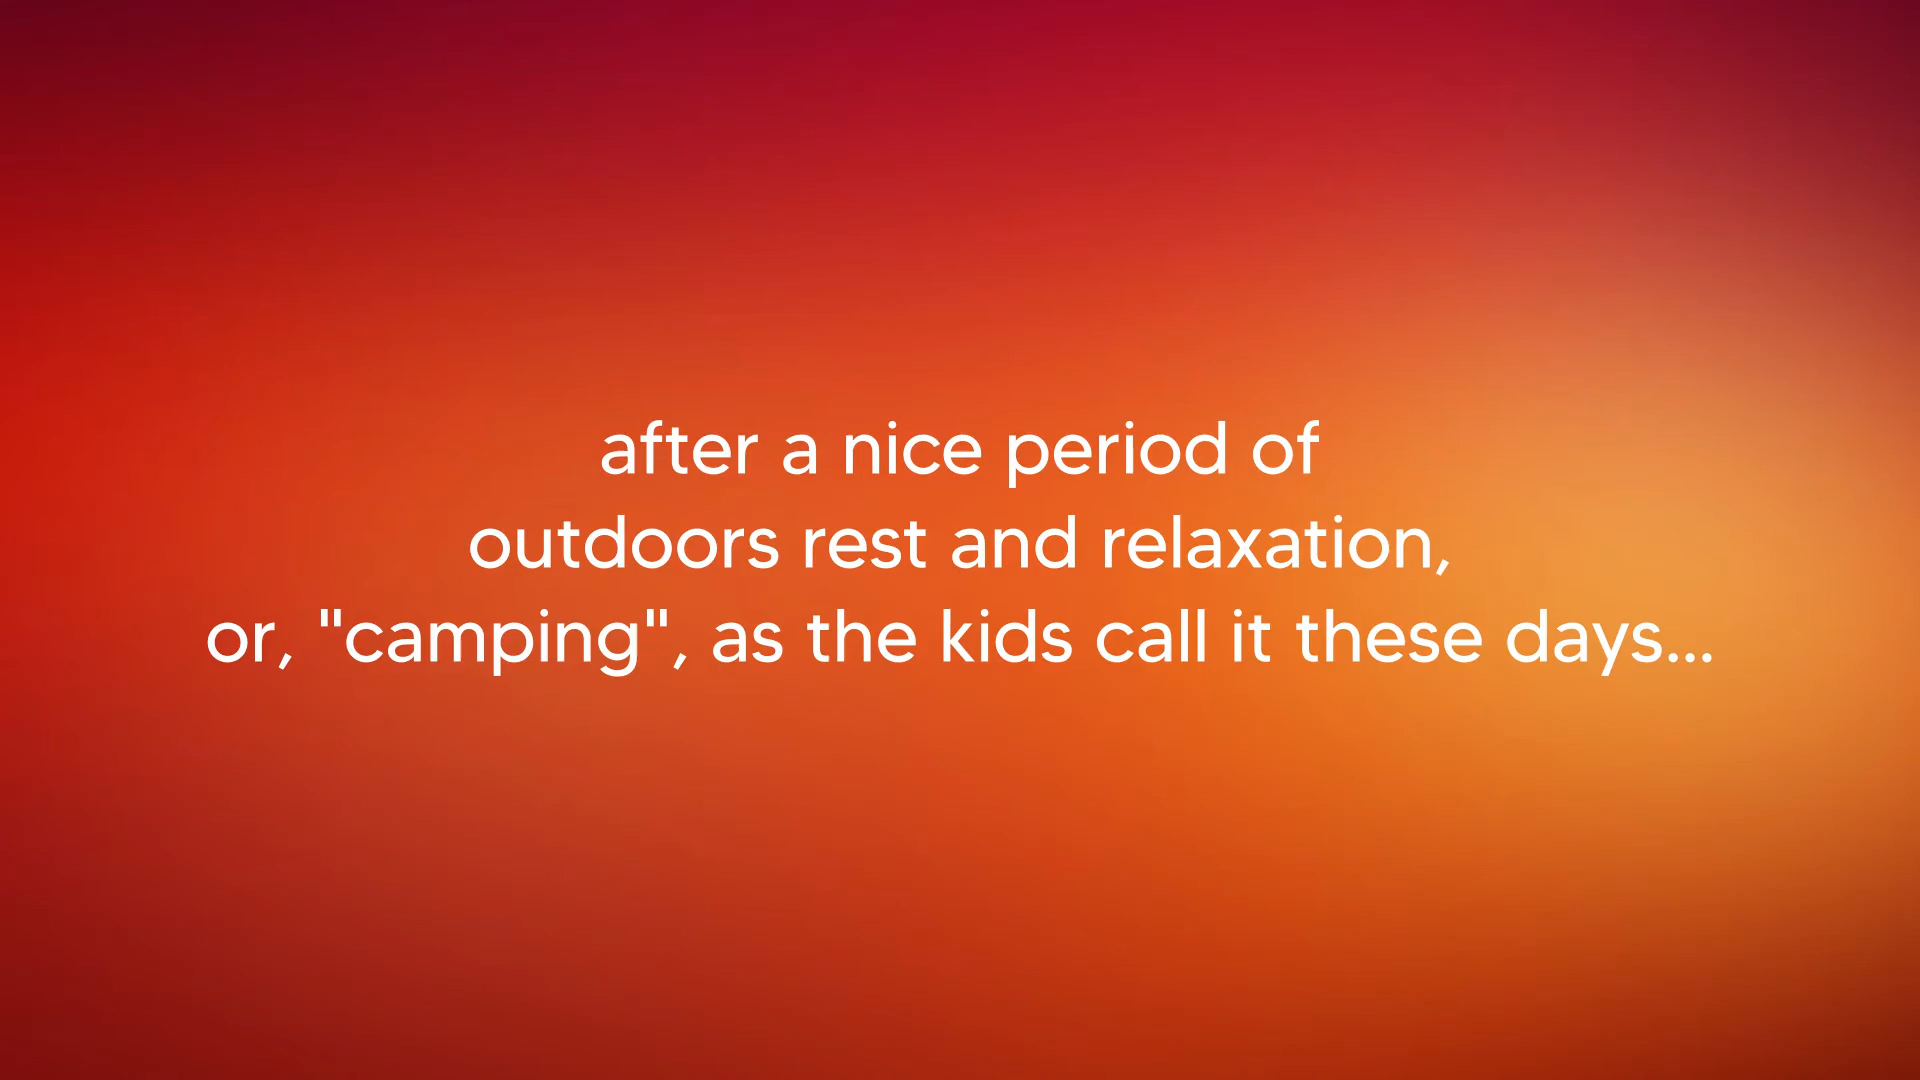 after a nice period of
outdoors rest and relaxation,
or, "camping", as the kids call it these days...